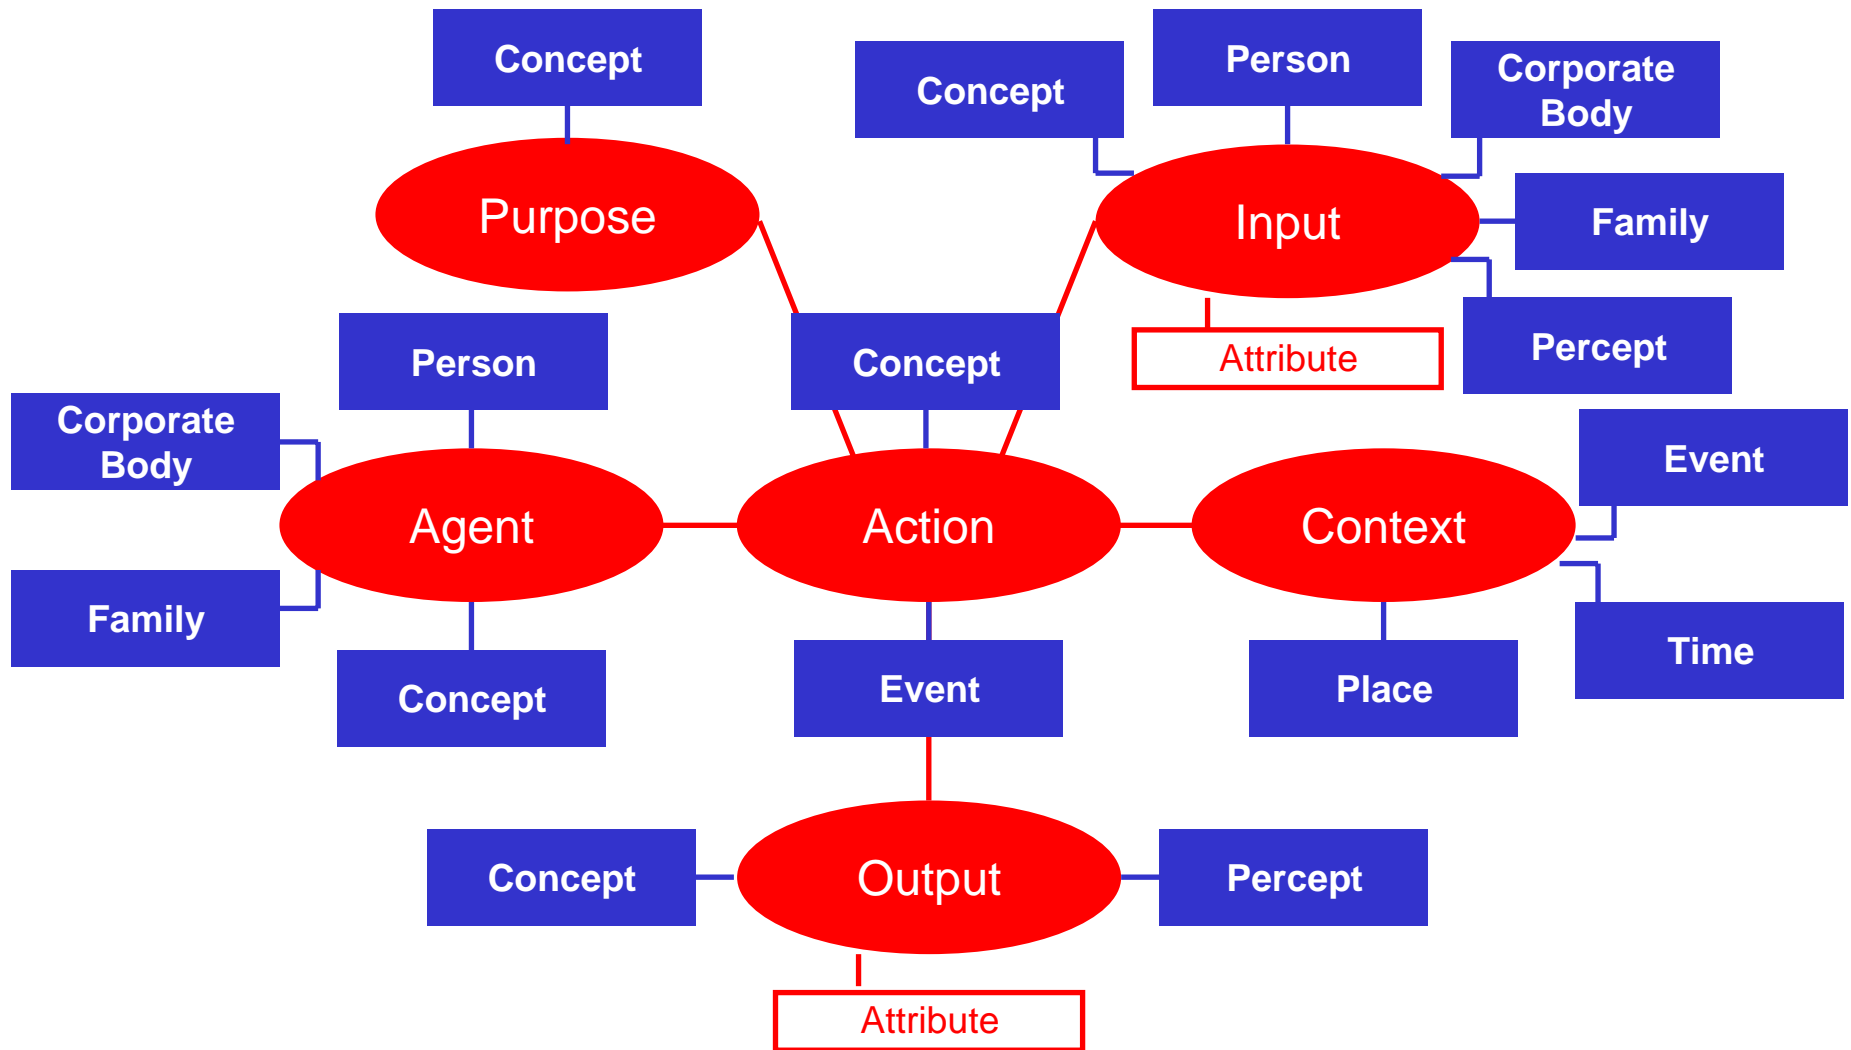 Concept
Person
Corporate
Body
Concept
Purpose
Input
Family
Person
Concept
Attribute
Percept
Corporate
Body
Event
Agent
Action
Context
Family
Time
Concept
Event
Place
Concept
Output
Percept
Attribute